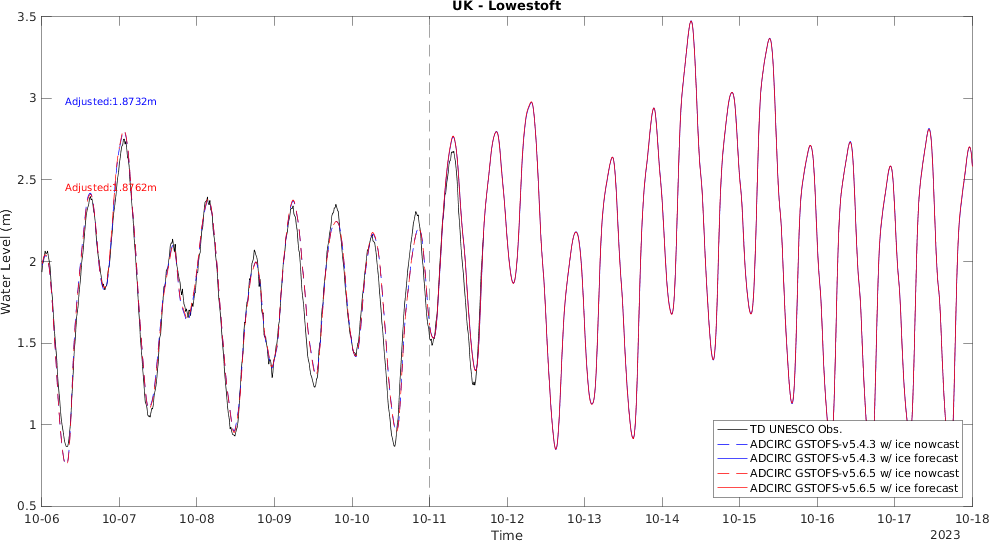 UK - Lowestoft
3.5
3
2.5
2
1.5
1
0.5
Water Level (m)
Adjusted:1.8732m
Adjusted:1.8762m
TD UNESCO Obs.
ADCIRC GSTOFS-v5.4.3 w/ ice nowcast
ADCIRC GSTOFS-v5.4.3 w/ ice forecast
ADCIRC GSTOFS-v5.6.5 w/ ice nowcast
ADCIRC GSTOFS-v5.6.5 w/ ice forecast
10-06 10-07 10-08 10-09 10-10 10-11 10-12 10-13 10-14 10-15 10-16 10-17 10-18
Time
2023